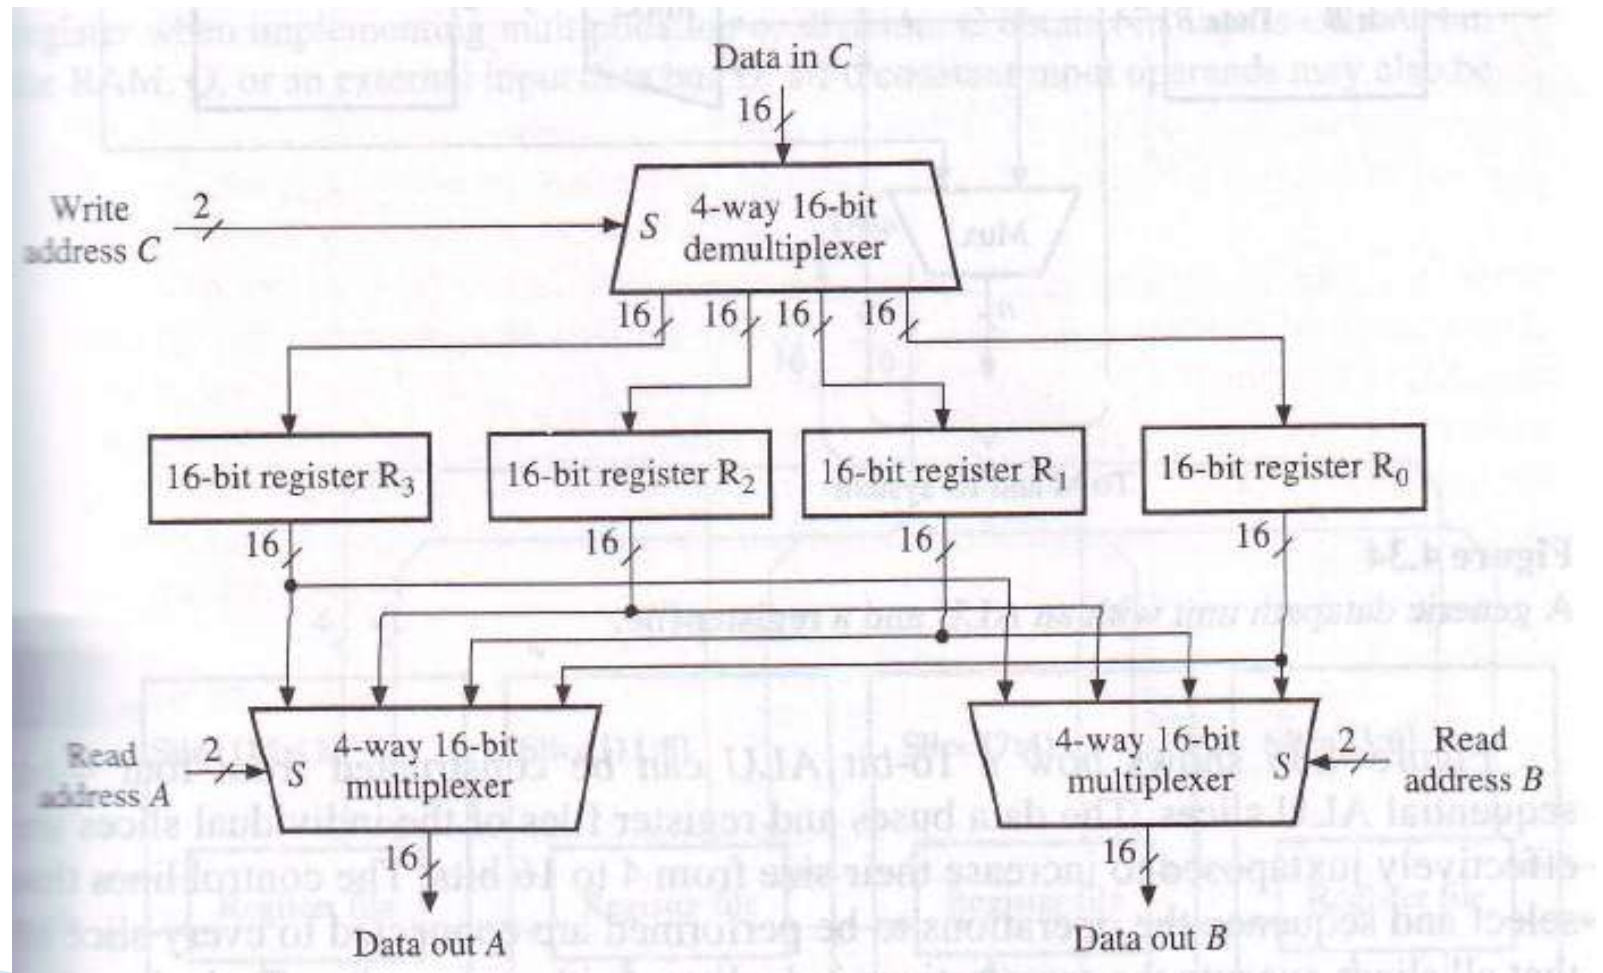 Data in C
16
Write
address C
2
S
4-way 16-bit
demultiplexer
16
16
16
16
16-bit register R₃
16-bit register R₂
16-bit register R₁
16-bit register R₀
16
16
16
16
Read
address A
2
S
4-way 16-bit
multiplexer
4-way 16-bit
multiplexer
S
2
Read
address B
16
16
Data out A
Data out B